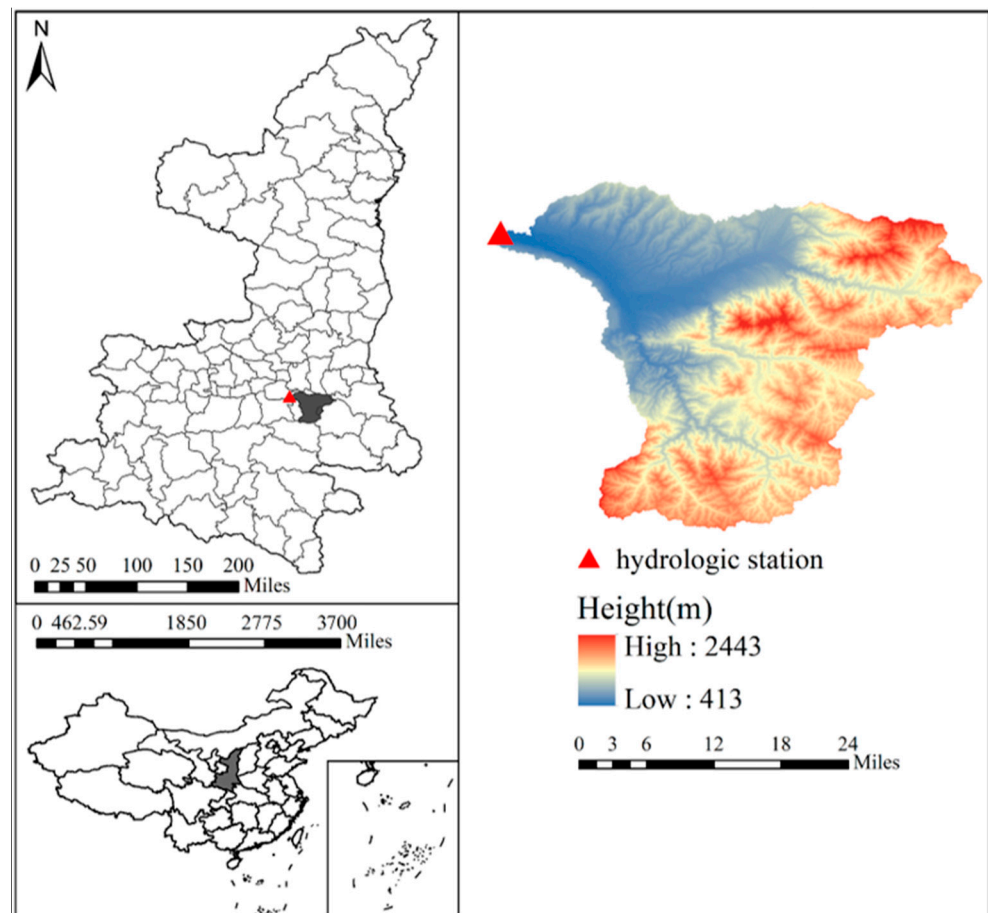 N
0 25 50 100 150 200
Miles
0 462.59 1850 2775 3700
Miles
hydrologic station
Height(m)
High : 2443
Low : 413
0 3 6 12 18 24
Miles